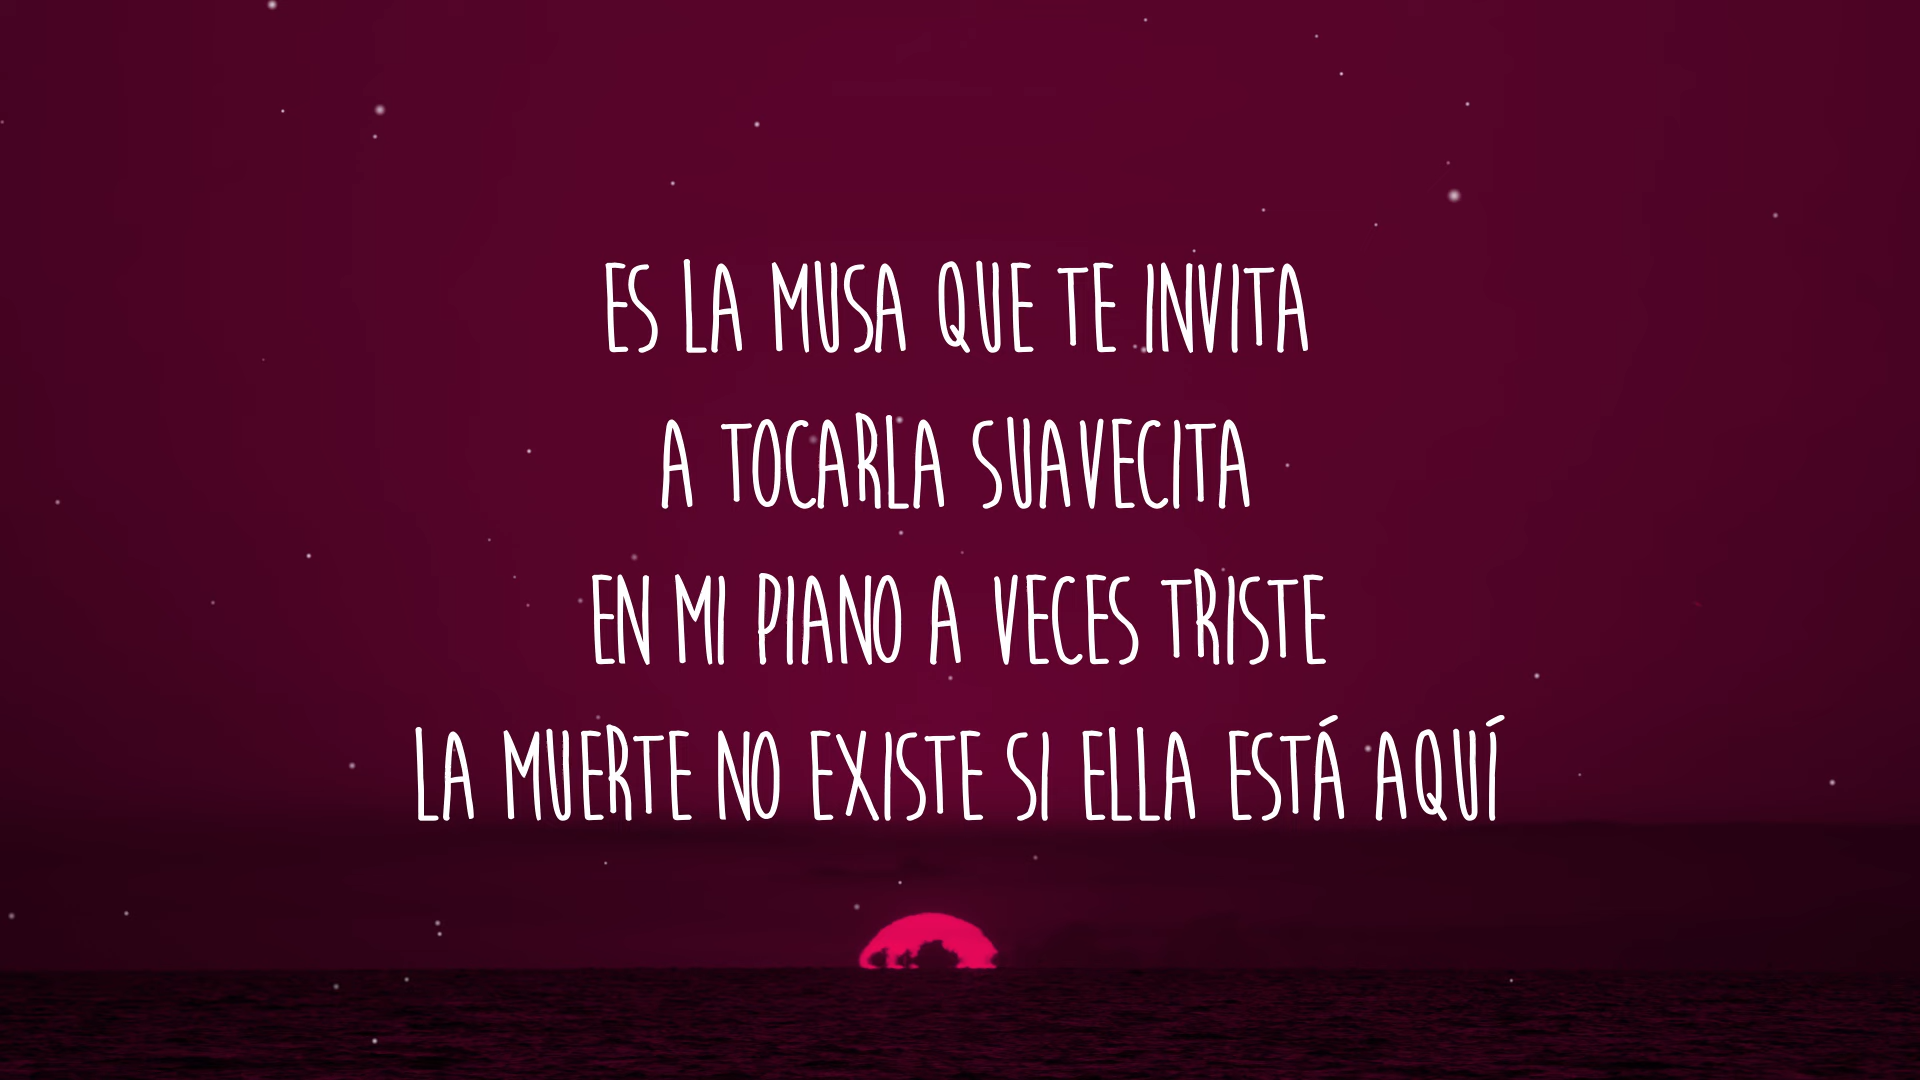 ES LA MUSA QUE TE INVITA
A TOCARLA SUAVECITA
EN MI PIANO A VECES TRISTE
LA MUERTE NO EXISTE SI ELLA ESTÁ AQUÍ